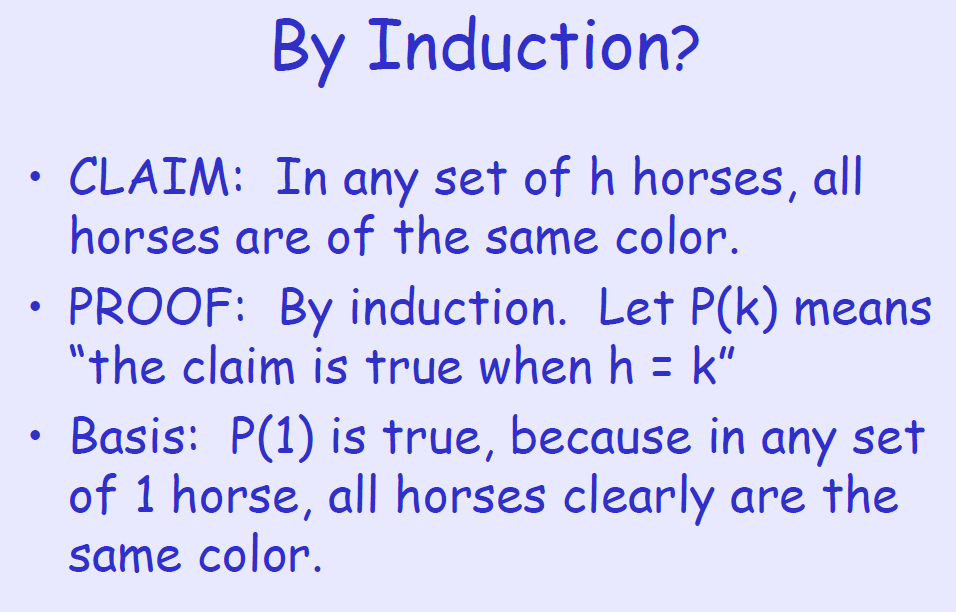 By Induction?
• CLAIM: In any set of h horses, all
horses are of the same color.
• PROOF: By induction. Let P(k) means
“the claim is true when h = k”
• Basis: P(1) is true, because in any set
of 1 horse, all horses clearly are the
same color.